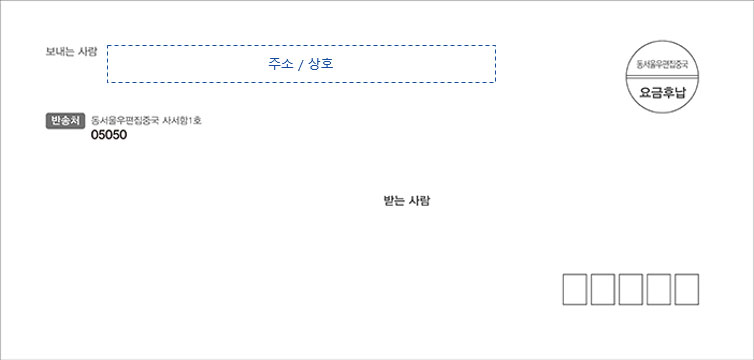 보내는 사람
주소 / 상호
동서울우편집중국
요금후납
반송처 동서울우편집중국 사서함1호
05050
받는 사람